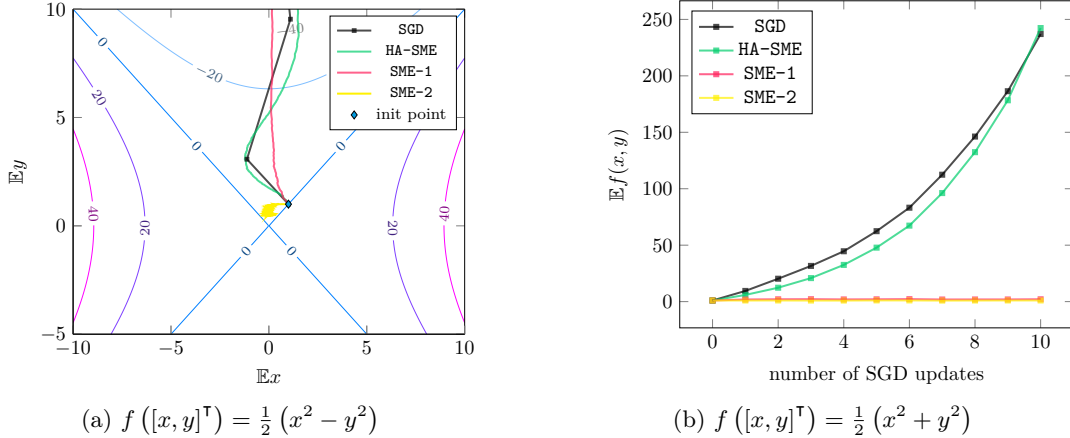 10
5
0
−5
−10
−5
0
5
10
𝔼y
𝔼x
SGD
HA-SME
SME-1
SME-2
init point
0
−20
−40
0
20
40
20
40
20
20
0
0
0
0
(a) f ([x, y]ᵀ) = ½ (x² − y²)
250
200
150
100
50
0
0
2
4
6
8
10
𝔼f(x, y)
number of SGD updates
SGD
HA-SME
SME-1
SME-2
(b) f ([x, y]ᵀ) = ½ (x² + y²)